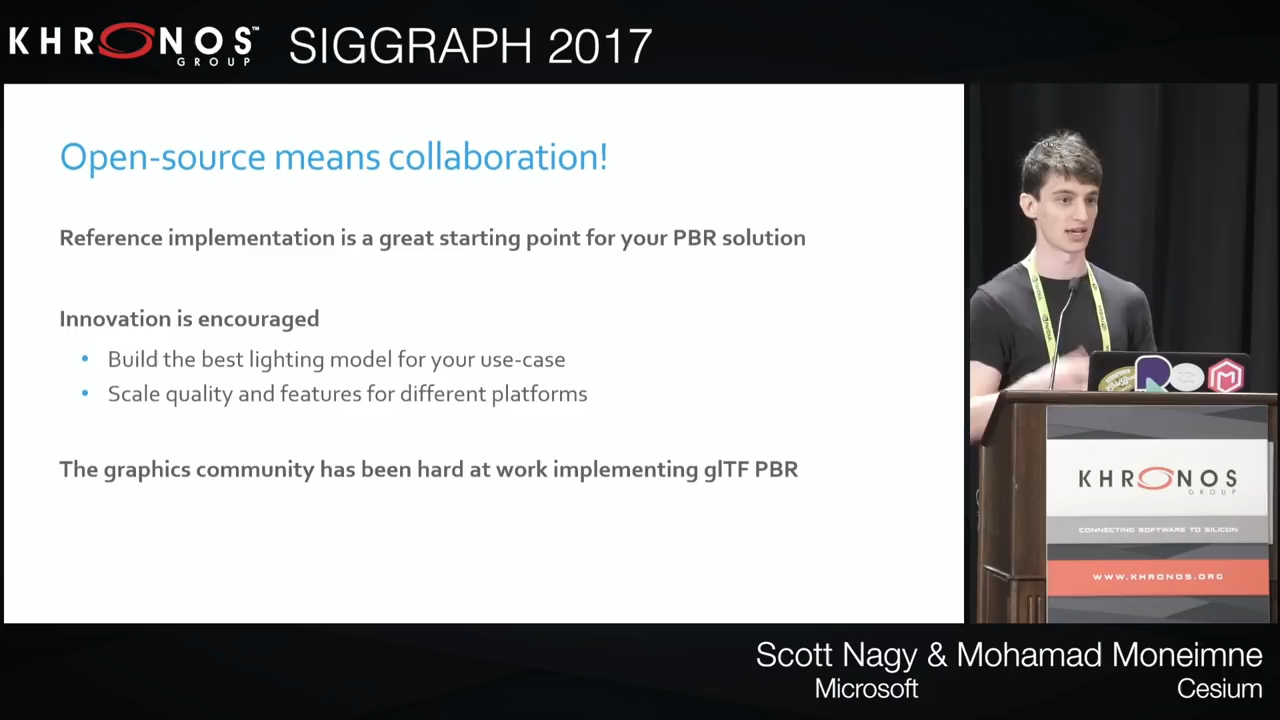 KHRONOS™ GROUP
SIGGRAPH 2017
Open-source means collaboration!
Reference implementation is a great starting point for your PBR solution
Innovation is encouraged
• Build the best lighting model for your use-case
• Scale quality and features for different platforms
The graphics community has been hard at work implementing glTF PBR
KHRONOS
GROUP
CONNECTING SOFTWARE TO SILICON
WWW.KHRONOS.ORG
Scott Nagy & Mohamad Moneimne
Microsoft
Cesium